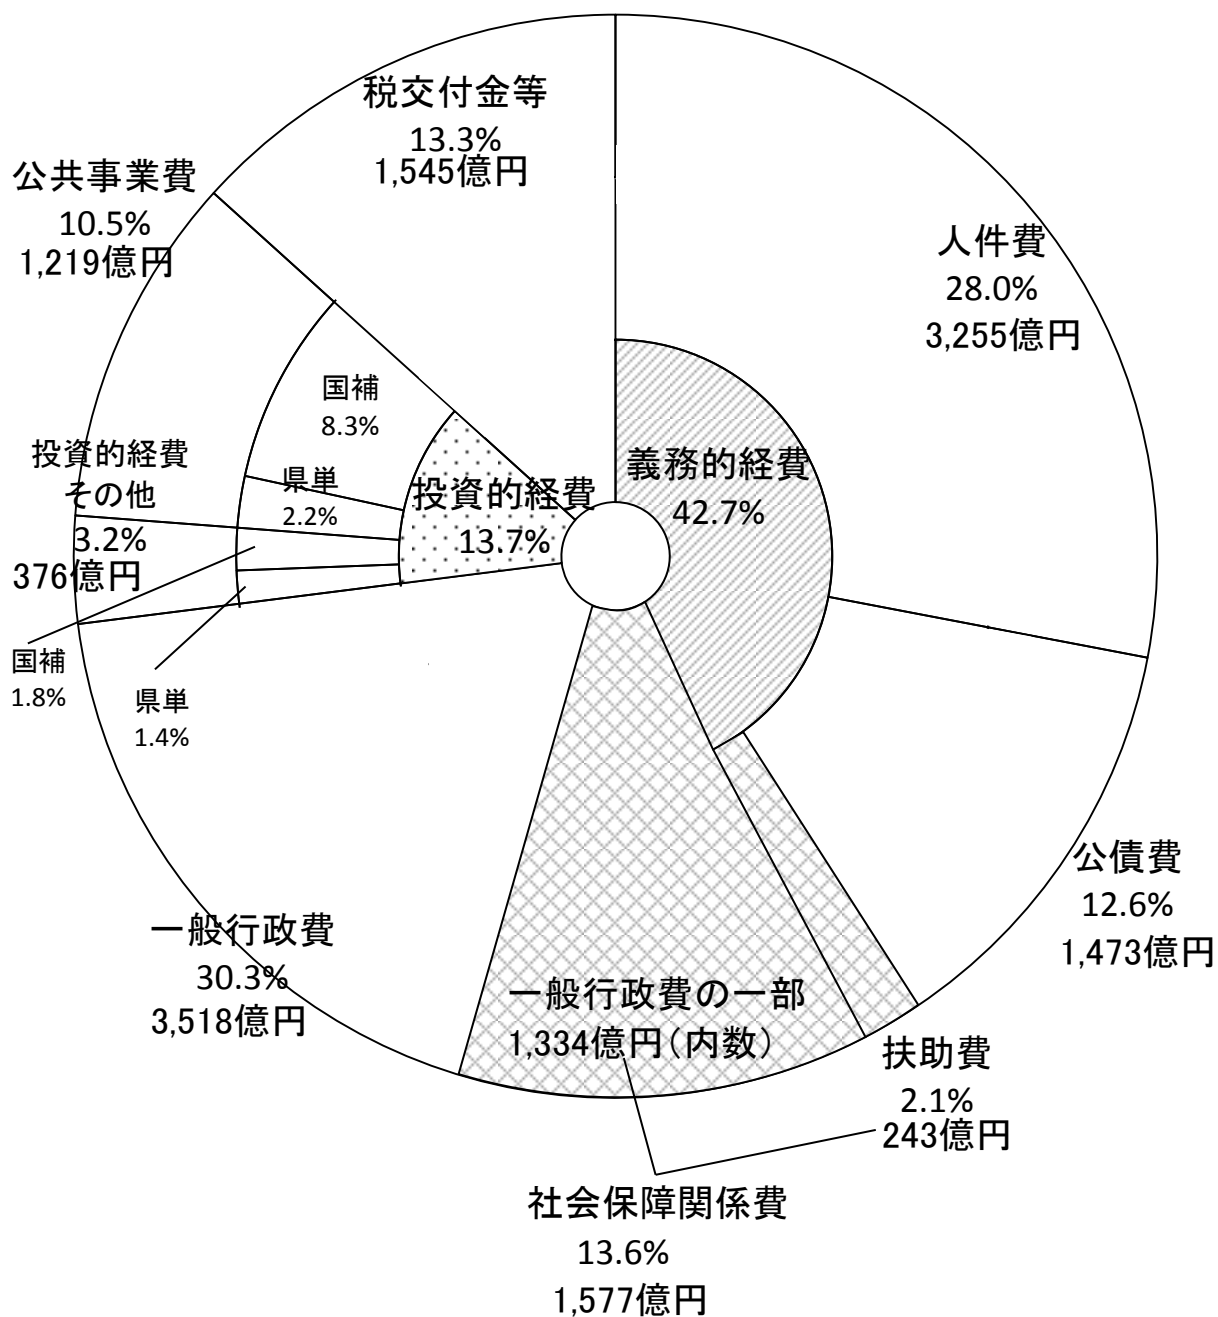 税交付金等
13.3%
1,545億円
公共事業費
10.5%
1,219億円
人件費
28.0%
3,255億円
国補
8.3%
県単
2.2%
投資的経費
その他
3.2%
376億円
投資的経費
13.7%
義務的経費
42.7%
国補
1.8%
県単
1.4%
公債費
12.6%
1,473億円
一般行政費
30.3%
3,518億円
一般行政費の一部
1,334億円(内数)
扶助費
2.1%
243億円
社会保障関係費
13.6%
1,577億円